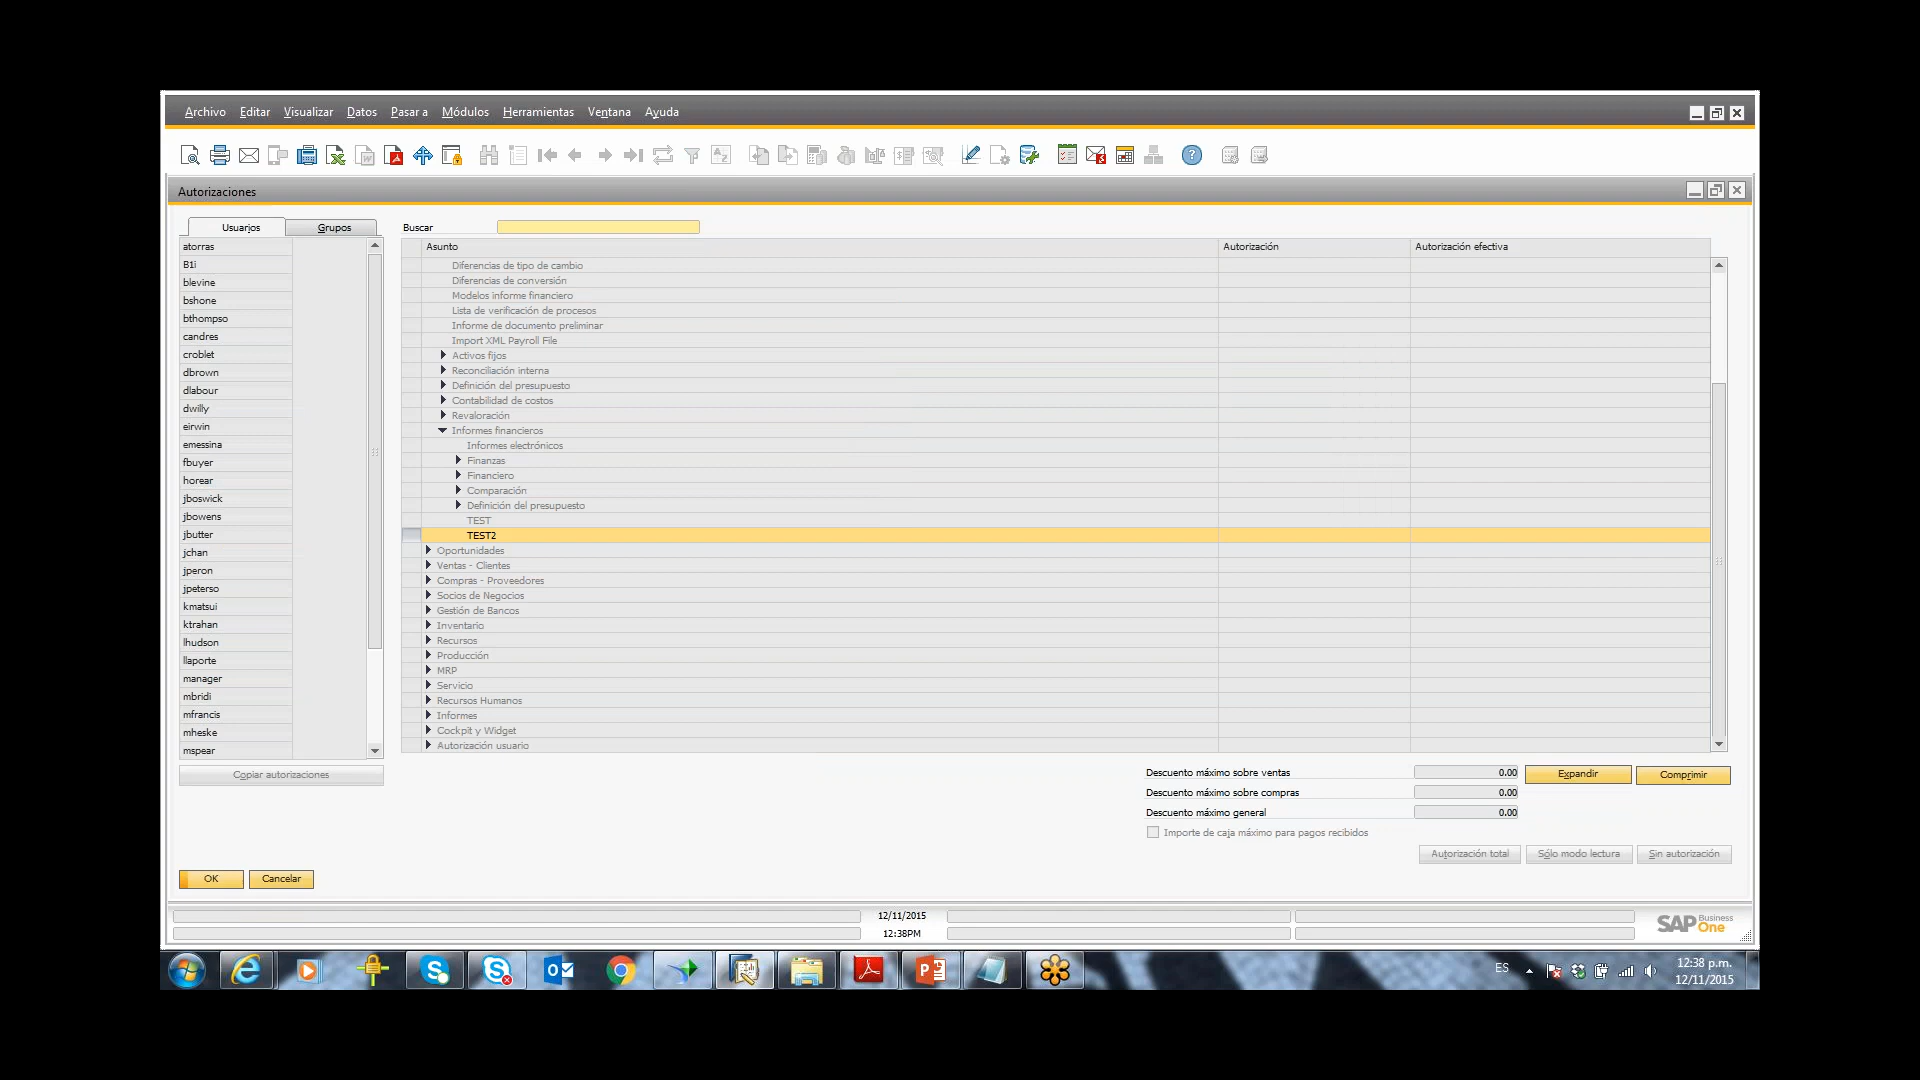 Archivo Editar Visualizar Datos Pasar a Módulos Herramientas Ventana Ayuda
Autorizaciones
Usuarios Grupos
Buscar
atorras
B1i
blevine
bshone
bthompso
candres
croblet
dbrown
dlabour
dwilly
eirwin
emessina
fbuyer
horear
jboswick
jbowens
jbutter
jchan
jperon
jpeterso
kmatsui
ktrahan
lhudson
llaporte
manager
mbridi
mfrancis
mheske
mspear
Copiar autorizaciones
Asunto Autorización Autorización efectiva
Diferencias de tipo de cambio
Diferencias de conversión
Modelos informe financiero
Lista de verificación de procesos
Informe de documento preliminar
Import XML Payroll File
Activos fijos
Reconciliación interna
Definición del presupuesto
Contabilidad de costos
Revaloración
Informes financieros
Informes electrónicos
Finanzas
Financiero
Comparación
Definición del presupuesto
TEST
TEST2
Oportunidades
Ventas - Clientes
Compras - Proveedores
Socios de Negocios
Gestión de Bancos
Inventario
Recursos
Producción
MRP
Servicio
Recursos Humanos
Informes
Cockpit y Widget
Autorización usuario
Descuento máximo sobre ventas 0.00 Expandir Comprimir
Descuento máximo sobre compras 0.00
Descuento máximo general 0.00
Importe de caja máximo para pagos recibidos
Autorización total Sólo modo lectura Sin autorización
OK Cancelar
12/11/2015
12:38PM
SAP Business One
ES
12:38 p.m.
12/11/2015